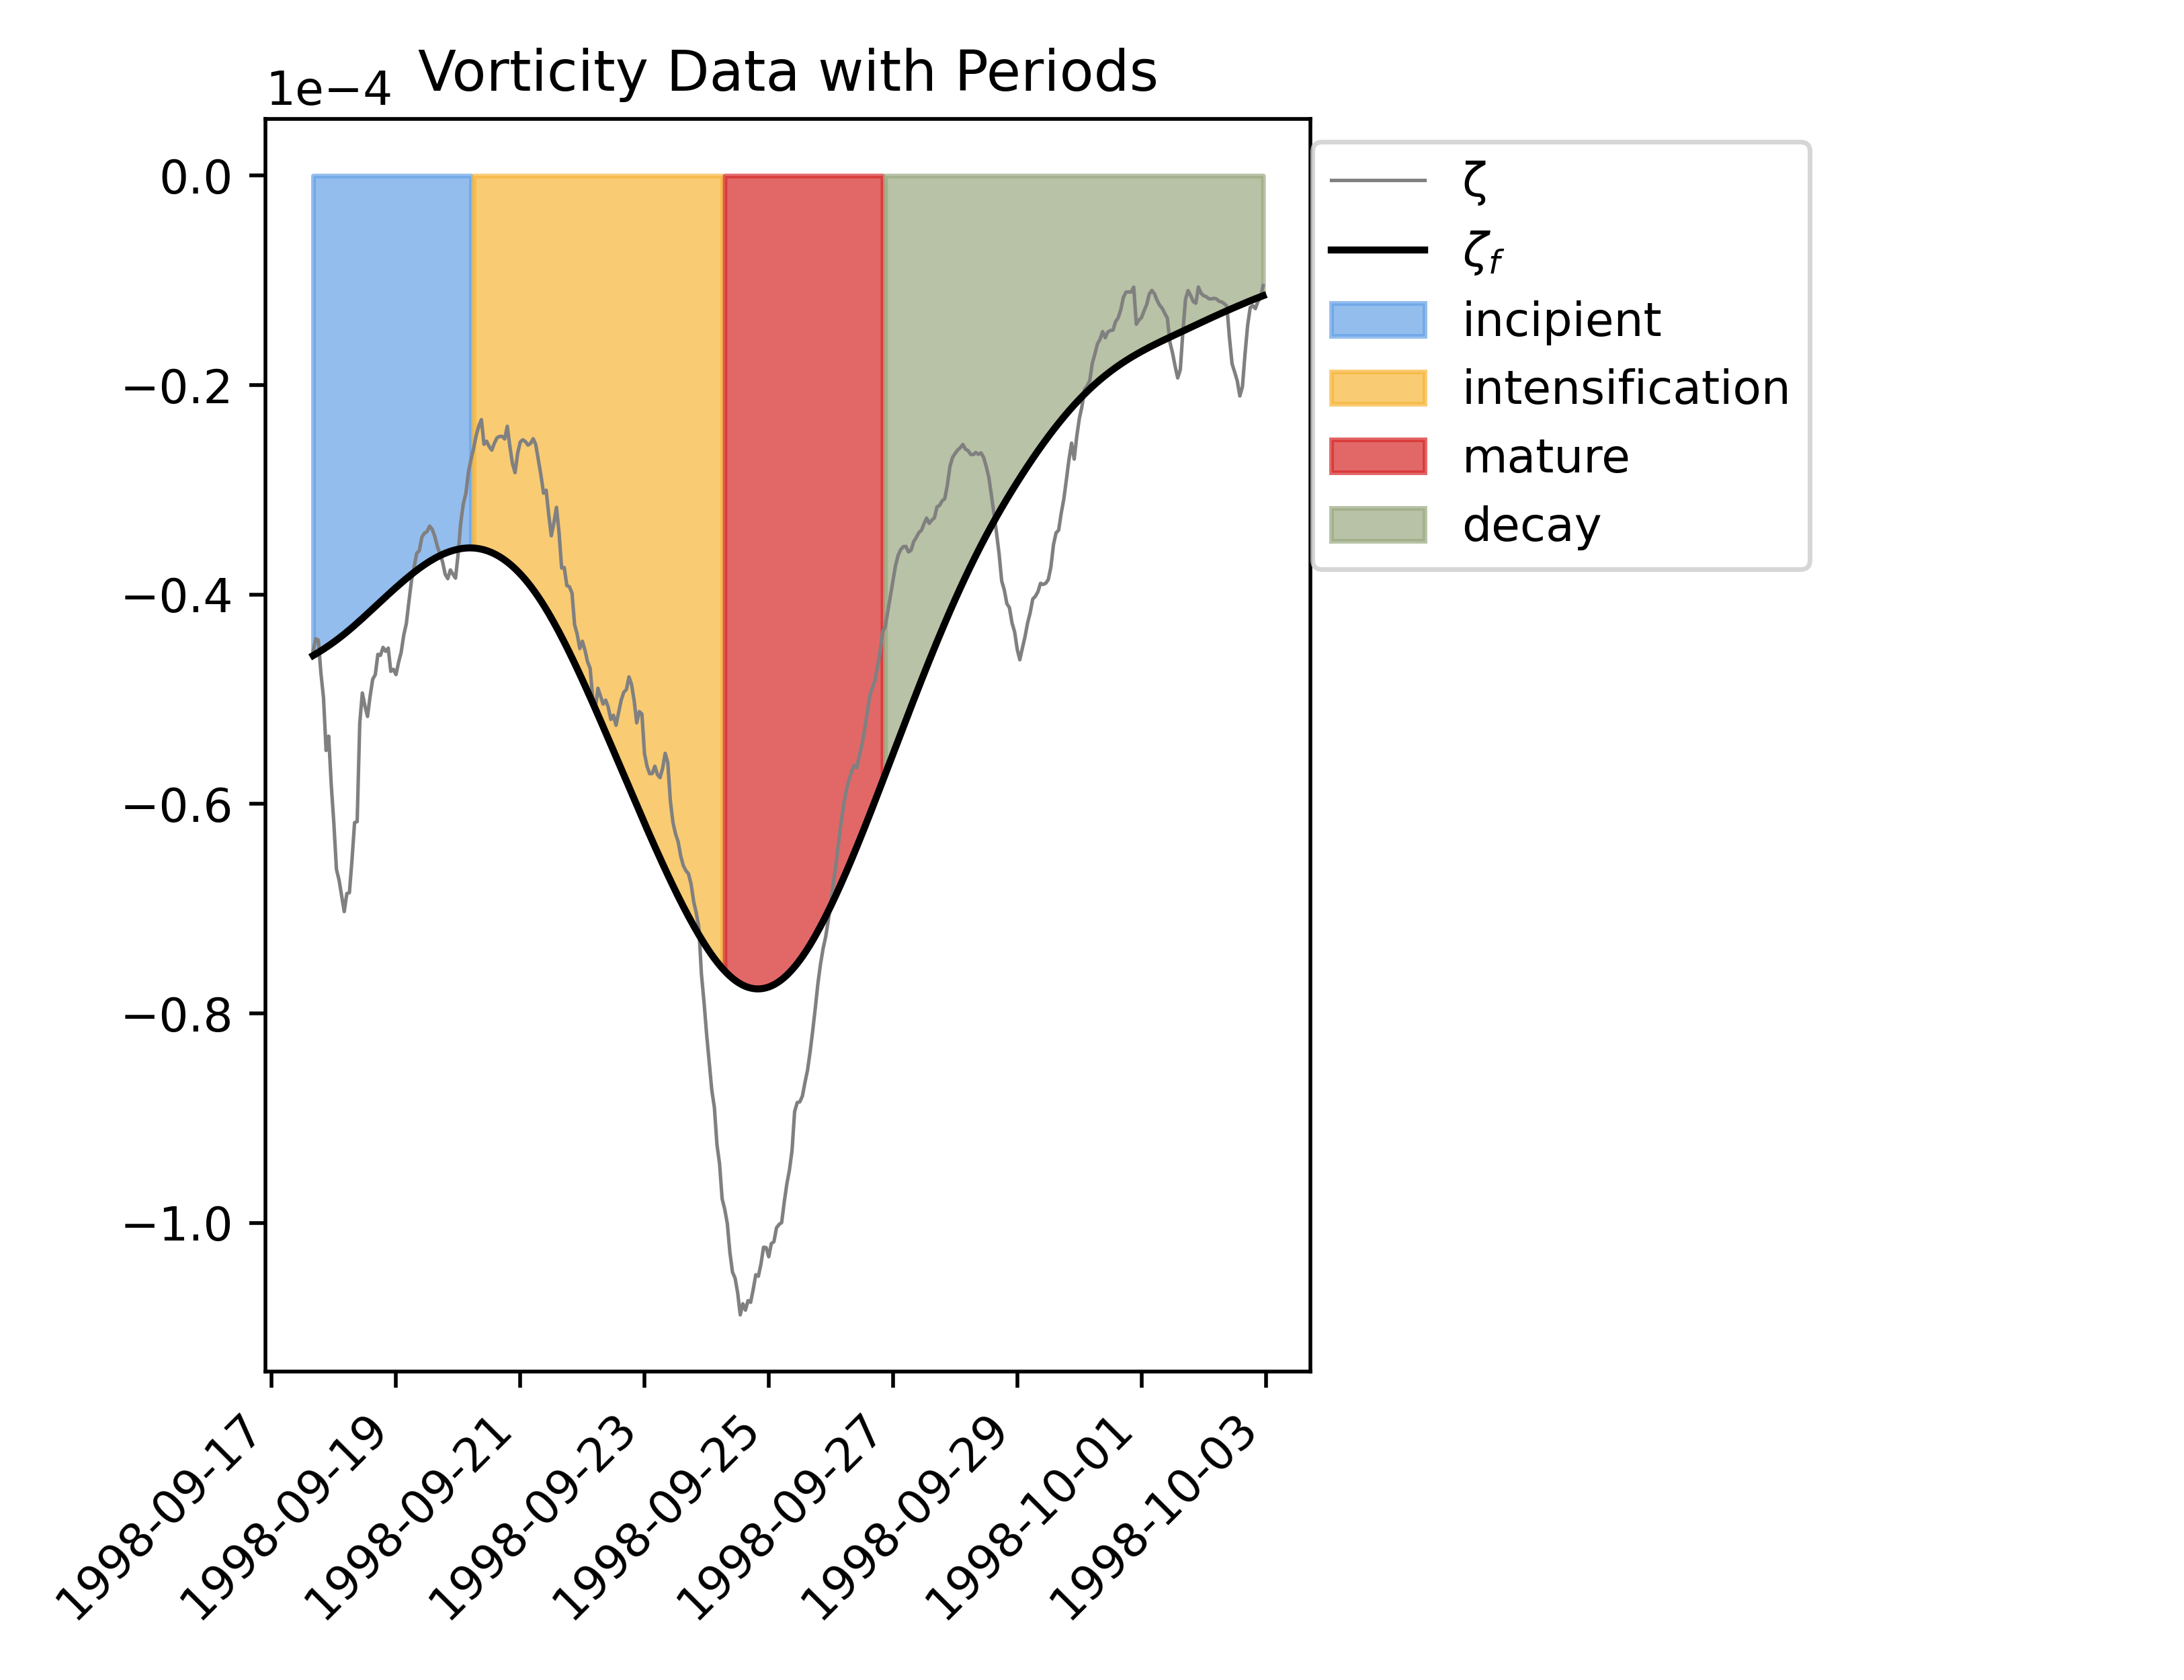 Vorticity Data with Periods
1e−4
0.0
−0.2
−0.4
−0.6
−0.8
−1.0
1998-09-17
1998-09-19
1998-09-21
1998-09-23
1998-09-25
1998-09-27
1998-09-29
1998-10-01
1998-10-03
ζ
ζf
incipient
intensification
mature
decay